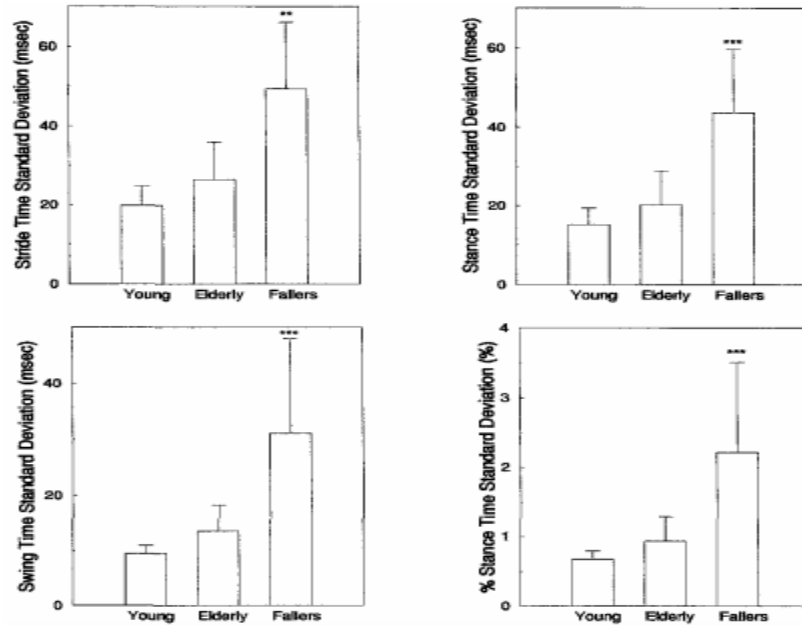 Stride Time Standard Deviation (msec)
60
40
20
0
**
Young Elderly Fallers
Stance Time Standard Deviation (msec)
60
40
20
0
***
Young Elderly Fallers
Swing Time Standard Deviation (msec)
40
20
0
***
Young Elderly Fallers
% Stance Time Standard Deviation (%)
4
3
2
1
0
***
Young Elderly Fallers